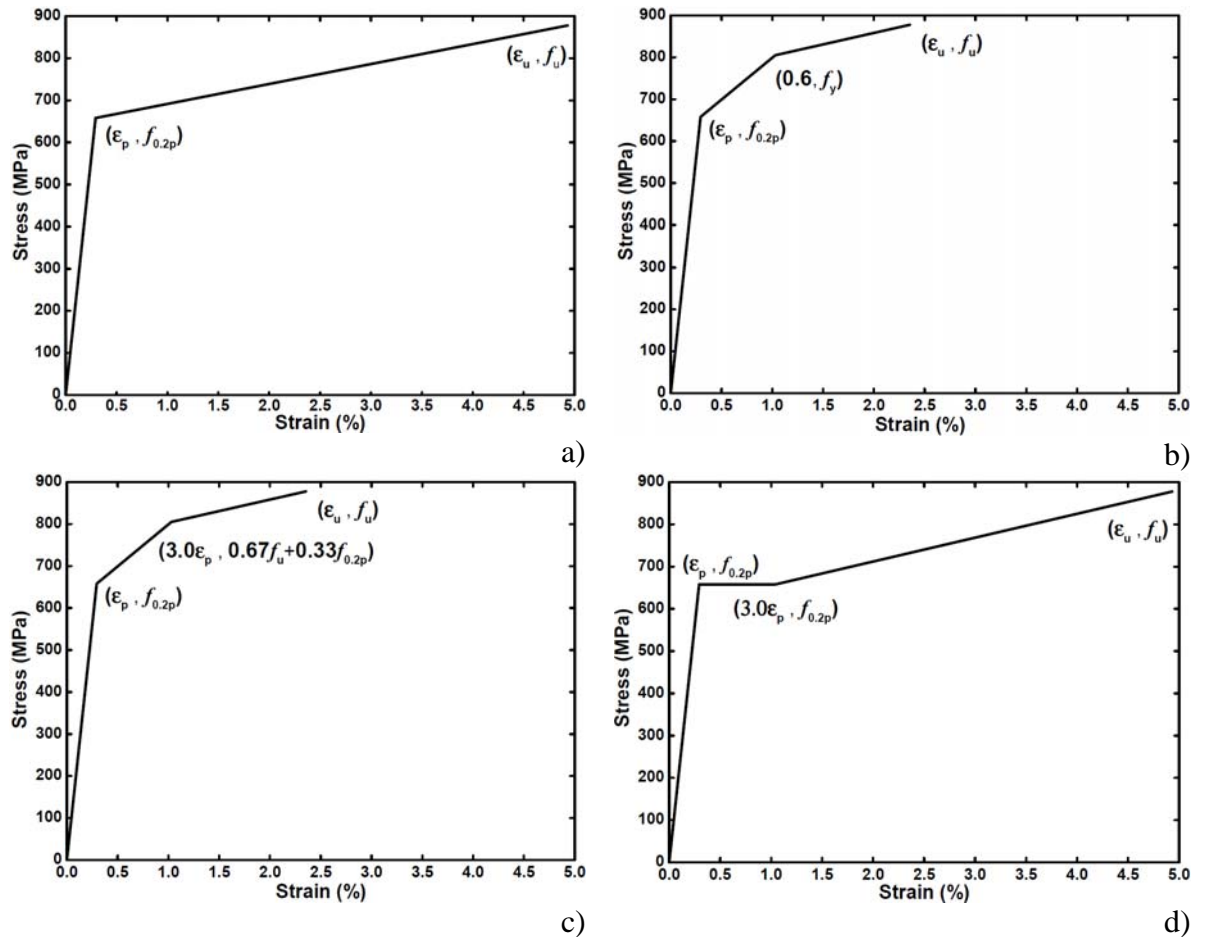 900
800
700
600
500
400
300
200
100
0
Stress (MPa)
(εu , fu)
(εp , f0.2p)
0.0 0.5 1.0 1.5 2.0 2.5 3.0 3.5 4.0 4.5 5.0
Strain (%)
a)
900
800
700
600
500
400
300
200
100
0
Stress (MPa)
(εu , fu)
(0.6, fy)
(εp , f0.2p)
0.0 0.5 1.0 1.5 2.0 2.5 3.0 3.5 4.0 4.5 5.0
Strain (%)
b)
900
800
700
600
500
400
300
200
100
0
Stress (MPa)
(εu , fu)
(3.0εp , 0.67fu+0.33f0.2p)
(εp , f0.2p)
0.0 0.5 1.0 1.5 2.0 2.5 3.0 3.5 4.0 4.5 5.0
Strain (%)
c)
900
800
700
600
500
400
300
200
100
0
Stress (MPa)
(εu , fu)
(εp , f0.2p)
(3.0εp , f0.2p)
0.0 0.5 1.0 1.5 2.0 2.5 3.0 3.5 4.0 4.5 5.0
Strain (%)
d)